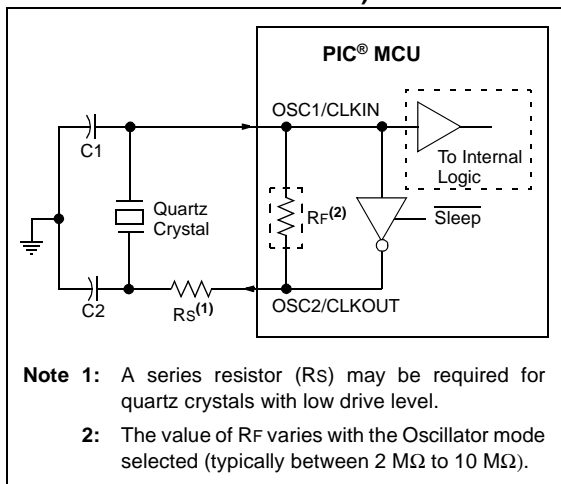 PIC® MCU
OSC1/CLKIN
C1
To Internal
Logic
Quartz
Crystal
RF(2)
Sleep
C2
RS(1)
OSC2/CLKOUT
Note 1: A series resistor (RS) may be required for
quartz crystals with low drive level.
2: The value of RF varies with the Oscillator mode
selected (typically between 2 MΩ to 10 MΩ).